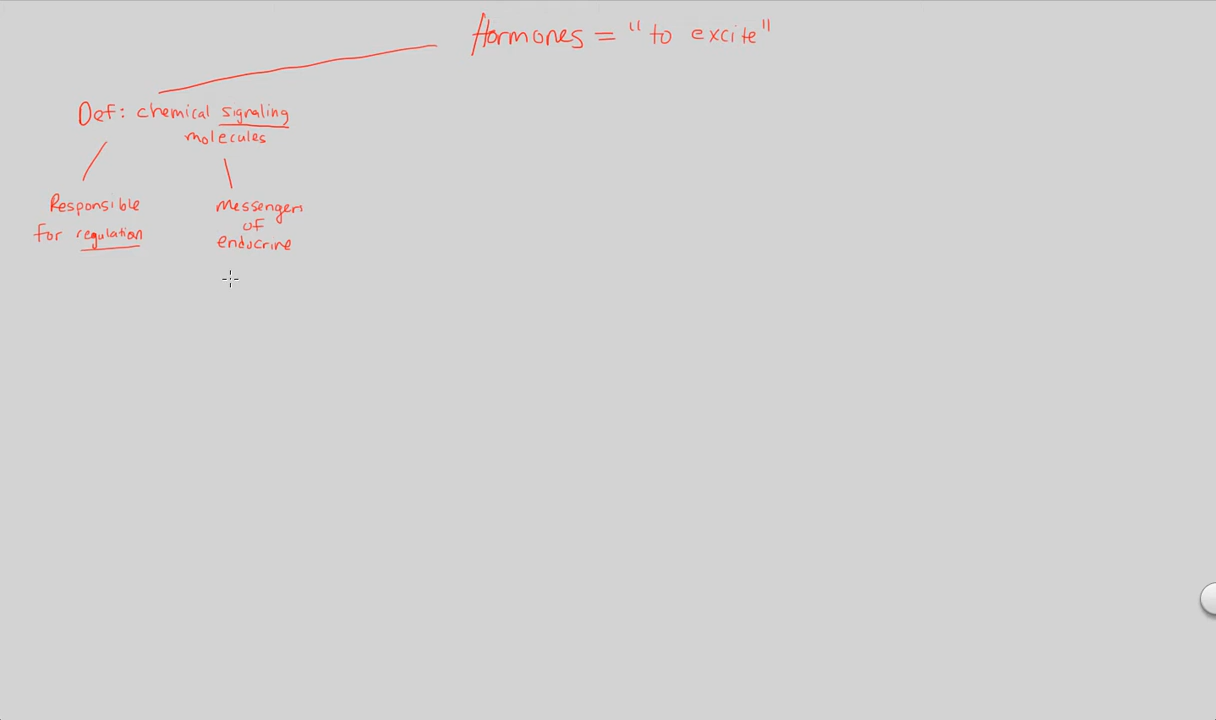 Hormones = "to excite"
Def: chemical signaling
molecules
Responsible
for regulation
Messengers
of
endocrine